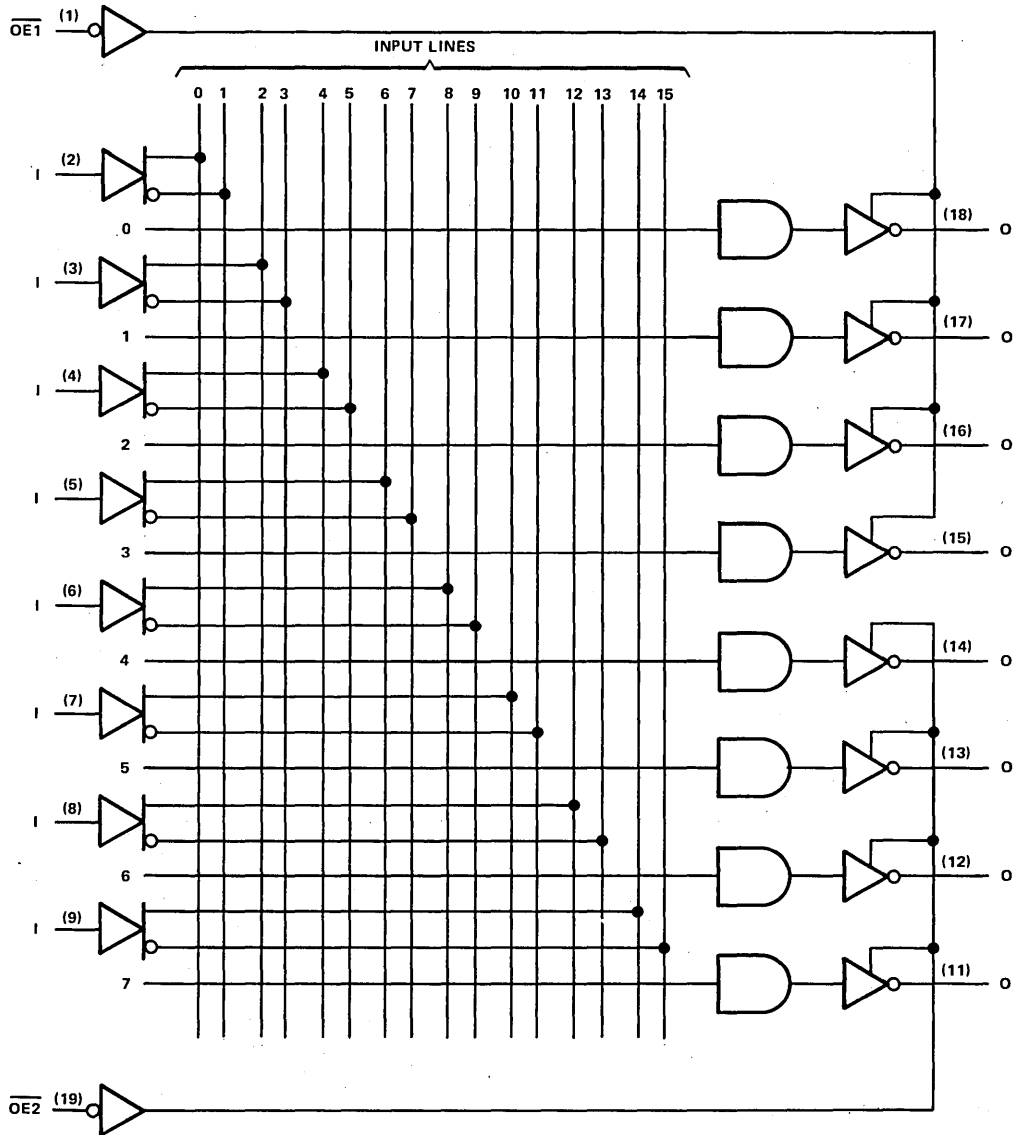 OE1 (1)
INPUT LINES
0 1 2 3 4 5 6 7 8 9 10 11 12 13 14 15
I (2)
0 (18) O
I (3)
1 (17) O
I (4)
2 (16) O
I (5)
3 (15) O
I (6)
4 (14) O
I (7)
5 (13) O
I (8)
6 (12) O
I (9)
7 (11) O
OE2 (19)